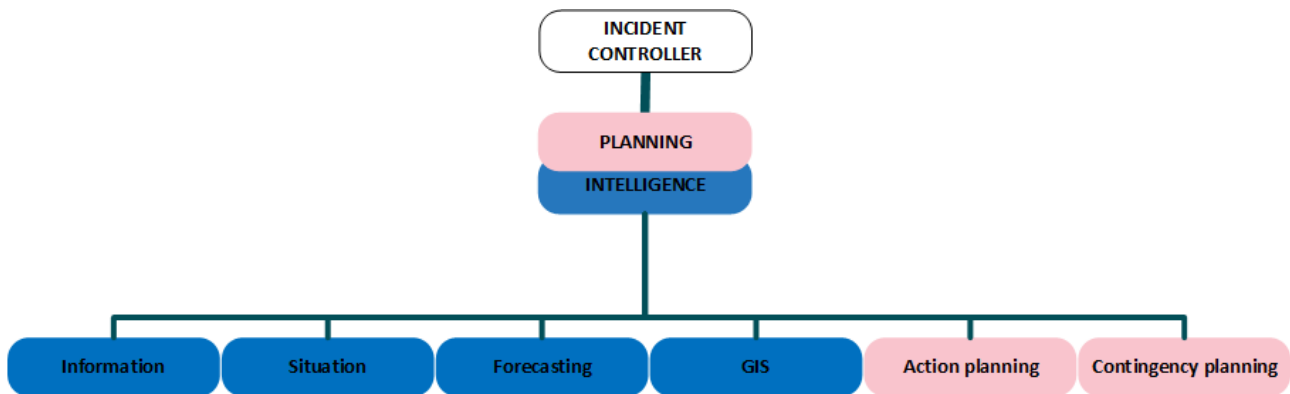 INCIDENT
CONTROLLER
PLANNING
INTELLIGENCE
Information
Situation
Forecasting
GIS
Action planning
Contingency planning